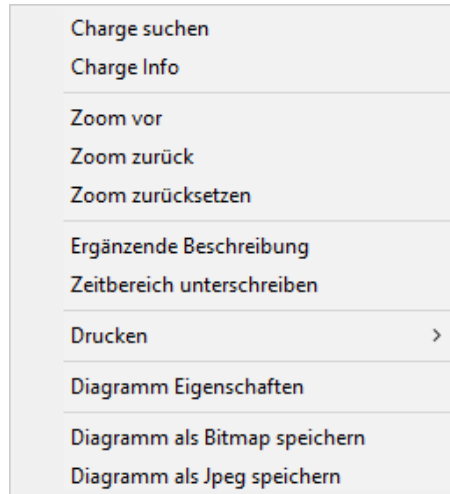 Charge suchen
Charge Info
Zoom vor
Zoom zurück
Zoom zurücksetzen
Ergänzende Beschreibung
Zeitbereich unterschreiben
Drucken
Diagramm Eigenschaften
Diagramm als Bitmap speichern
Diagramm als Jpeg speichern